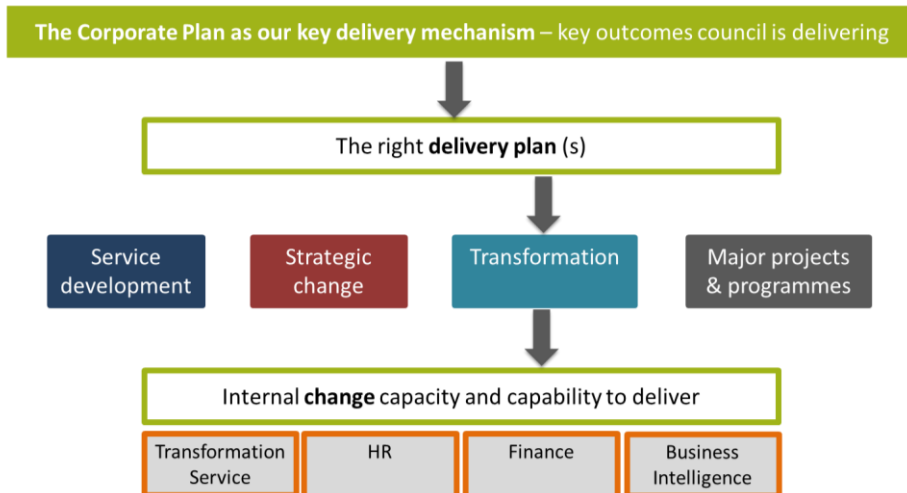 The Corporate Plan as our key delivery mechanism – key outcomes council is delivering
The right delivery plan (s)
Service
development
Strategic
change
Transformation
Major projects
& programmes
Internal change capacity and capability to deliver
Transformation
Service
HR
Finance
Business
Intelligence